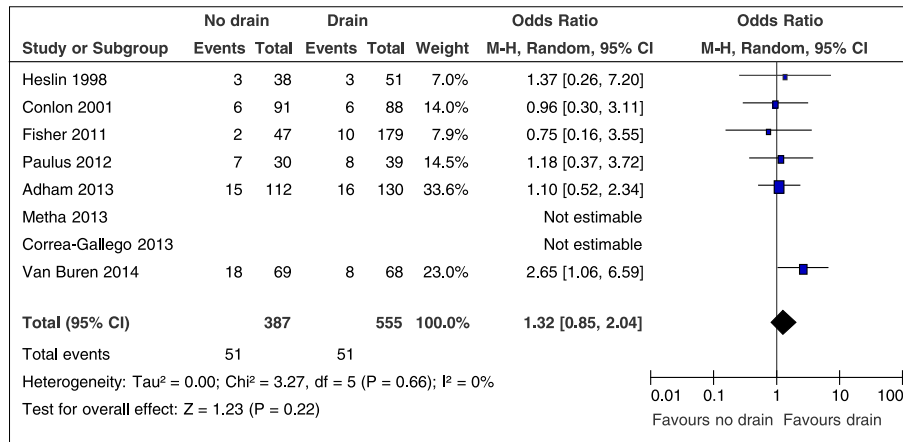 No drain Drain Odds Ratio Odds Ratio
Study or Subgroup Events Total Events Total Weight M-H, Random, 95% CI M-H, Random, 95% CI
Heslin 1998 3 38 3 51 7.0% 1.37 [0.26, 7.20]
Conlon 2001 6 91 6 88 14.0% 0.96 [0.30, 3.11]
Fisher 2011 2 47 10 179 7.9% 0.75 [0.16, 3.55]
Paulus 2012 7 30 8 39 14.5% 1.18 [0.37, 3.72]
Adham 2013 15 112 16 130 33.6% 1.10 [0.52, 2.34]
Metha 2013 Not estimable
Correa-Gallego 2013 Not estimable
Van Buren 2014 18 69 8 68 23.0% 2.65 [1.06, 6.59]
Total (95% CI) 387 555 100.0% 1.32 [0.85, 2.04]
Total events 51 51
Heterogeneity: Tau² = 0.00; Chi² = 3.27, df = 5 (P = 0.66); I² = 0%
Test for overall effect: Z = 1.23 (P = 0.22)
0.01 0.1 1 10 100
Favours no drain Favours drain